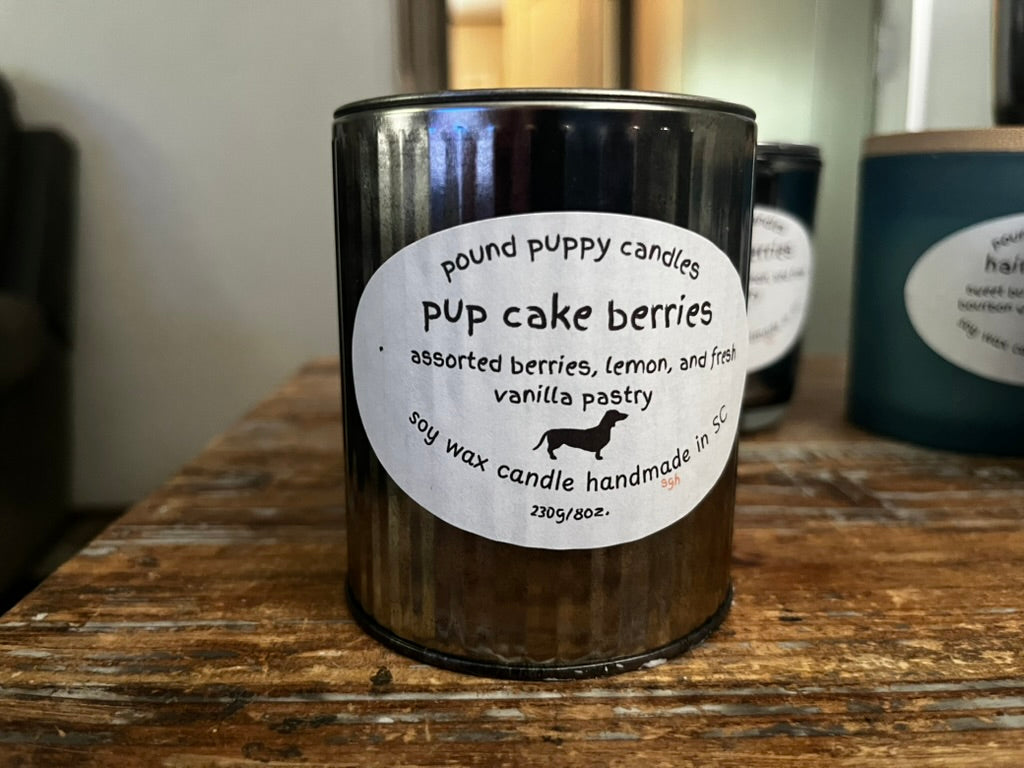 pound puppy candles
pup cake berries
assorted berries, lemon, and fresh
vanilla pastry
soy wax candle handmade in SC
sgh
230g/8oz.